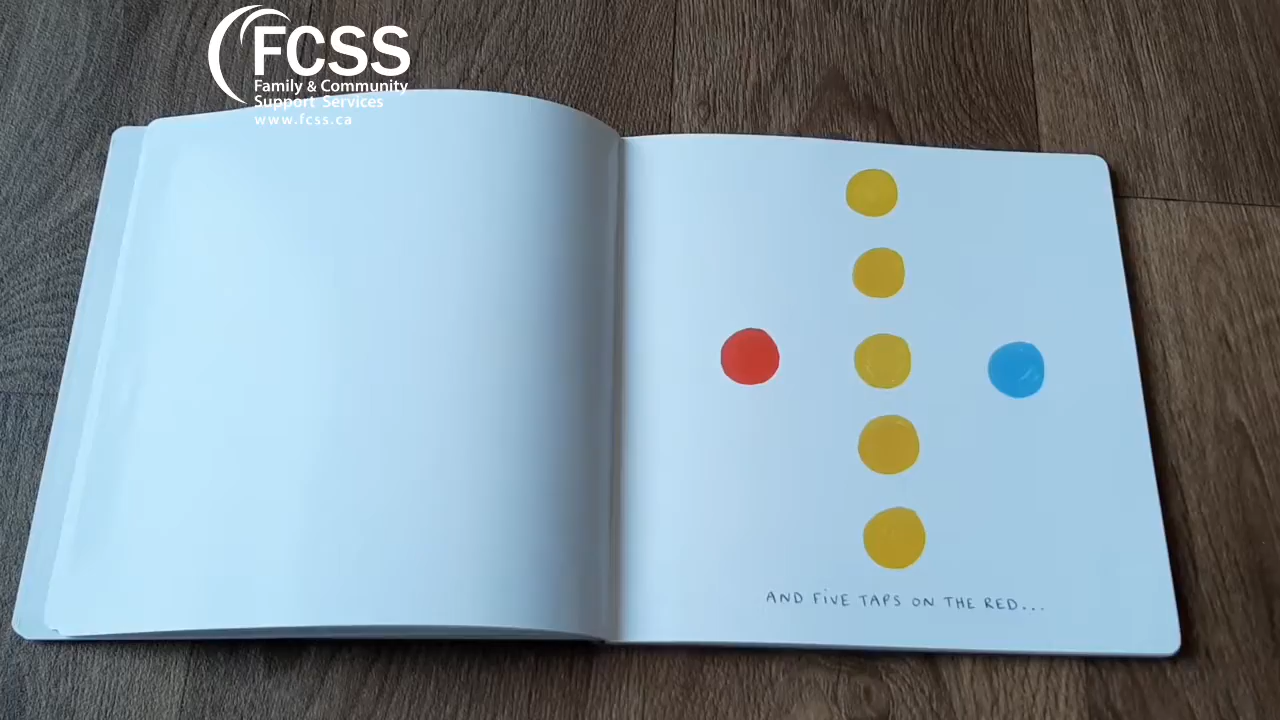 FCSS
Family & Community
Support Services
www.fcss.ca
AND FIVE TAPS ON THE RED...